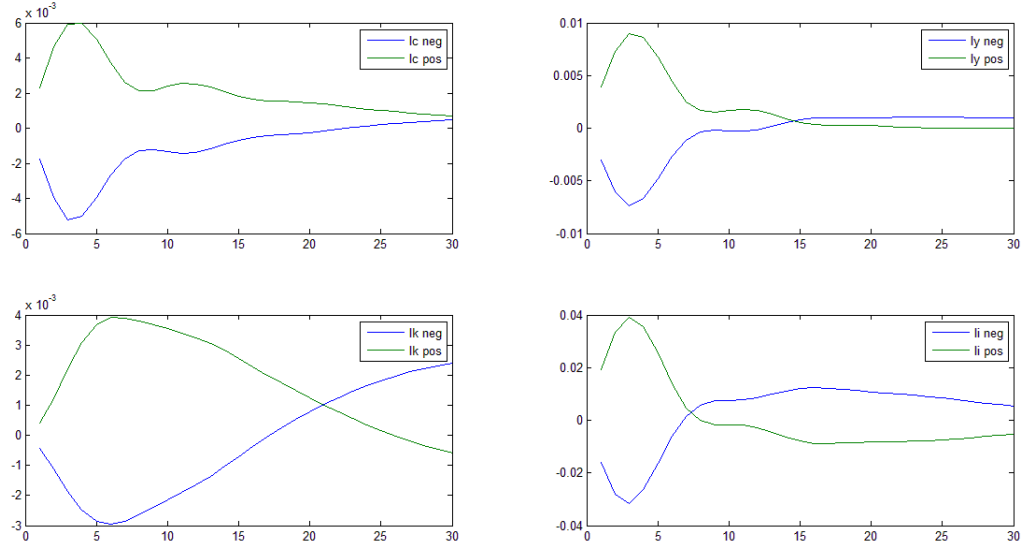 x 10⁻³
6
4
2
0
-2
-4
-6
0 5 10 15 20 25 30
lc neg
lc pos
0.01
0.005
0
-0.005
-0.01
0 5 10 15 20 25 30
ly neg
ly pos
x 10⁻³
4
3
2
1
0
-1
-2
-3
0 5 10 15 20 25 30
lk neg
lk pos
0.04
0.02
0
-0.02
-0.04
0 5 10 15 20 25 30
li neg
li pos